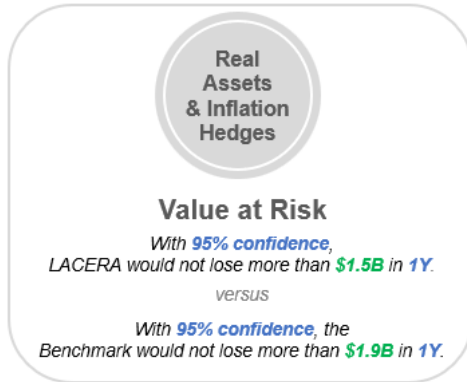 Real
Assets
& Inflation
Hedges
Value at Risk
With 95% confidence,
LACERA would not lose more than $1.5B in 1Y.
versus
With 95% confidence, the
Benchmark would not lose more than $1.9B in 1Y.